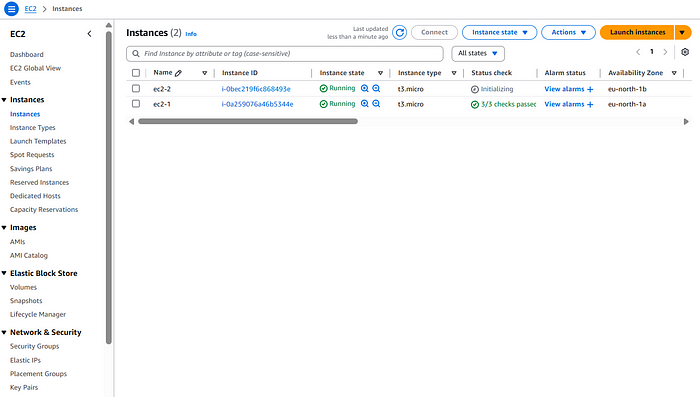 EC2 > Instances
EC2
Dashboard
EC2 Global View
Events
Instances
Instances
Instance Types
Launch Templates
Spot Requests
Savings Plans
Reserved Instances
Dedicated Hosts
Capacity Reservations
Images
AMIs
AMI Catalog
Elastic Block Store
Volumes
Snapshots
Lifecycle Manager
Network & Security
Security Groups
Elastic IPs
Placement Groups
Key Pairs
Instances (2) Info
Last updated
less than a minute ago
Connect
Instance state
Actions
Launch instances
Find Instance by attribute or tag (case-sensitive)
All states
1
Name Instance ID Instance state Instance type Status check Alarm status Availability Zone
ec2-2 i-0bec219f6c868493e Running t3.micro Initializing View alarms + eu-north-1b
ec2-1 i-0a259076a46b5344e Running t3.micro 3/3 checks passed View alarms + eu-north-1a